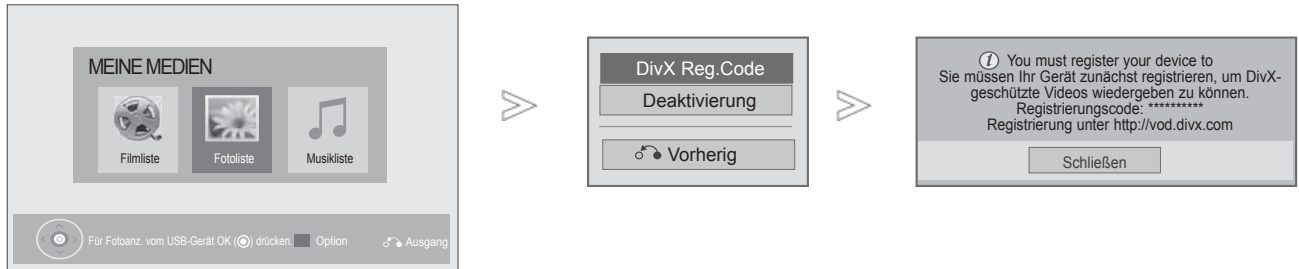 MEINE MEDIEN
Filmliste
Fotoliste
Musikliste
Für Fotoanz. vom USB-Gerät OK (◉) drücken.
Option
Ausgang
DivX Reg.Code
Deaktivierung
Vorherig
You must register your device to
Sie müssen Ihr Gerät zunächst registrieren, um DivX-
geschützte Videos wiedergeben zu können.
Registrierungscode: **********
Registrierung unter http://vod.divx.com
Schließen